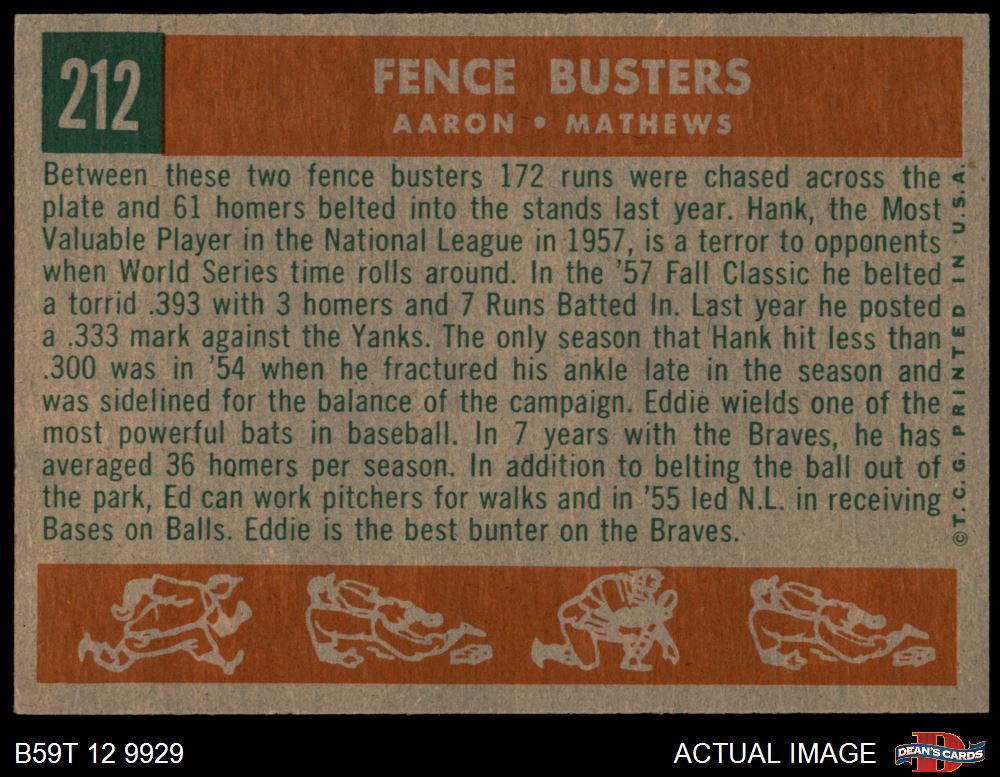 212
FENCE BUSTERS
AARON • MATHEWS
Between these two fence busters 172 runs were chased across the
plate and 61 homers belted into the stands last year. Hank, the Most
Valuable Player in the National League in 1957, is a terror to opponents
when World Series time rolls around. In the '57 Fall Classic he belted
a torrid .393 with 3 homers and 7 Runs Batted In. Last year he posted
a .333 mark against the Yanks. The only season that Hank hit less than
.300 was in '54 when he fractured his ankle late in the season and
was sidelined for the balance of the campaign. Eddie wields one of the
most powerful bats in baseball. In 7 years with the Braves, he has
averaged 36 homers per season. In addition to belting the ball out of
the park, Ed can work pitchers for walks and in '55 led N.L. in receiving
Bases on Balls. Eddie is the best bunter on the Braves.
©T. C. G. PRINTED IN U.S.A.
B59T 12 9929
ACTUAL IMAGE
D
DEAN'S CARDS